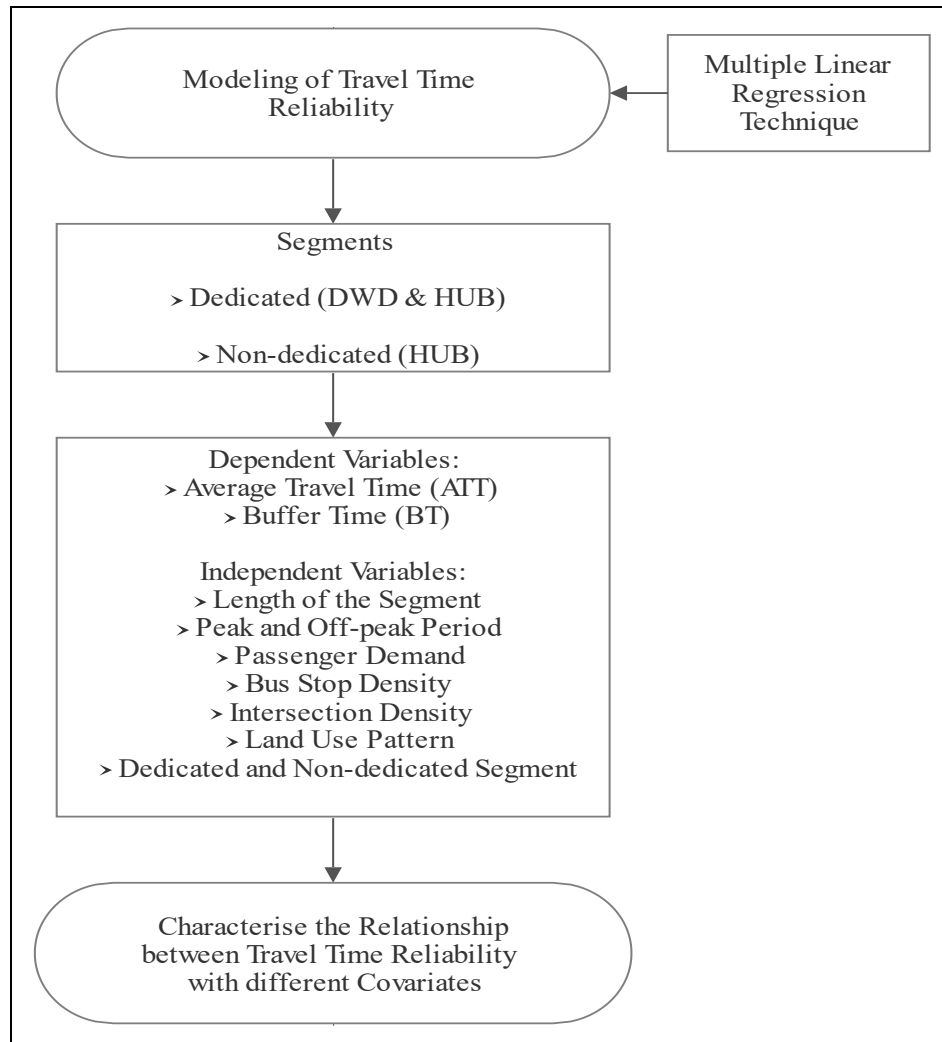 Modeling of Travel Time
Reliability
Multiple Linear
Regression
Technique
Segments
➢ Dedicated (DWD & HUB)
➢ Non-dedicated (HUB)
Dependent Variables:
➢ Average Travel Time (ATT)
➢ Buffer Time (BT)
Independent Variables:
➢ Length of the Segment
➢ Peak and Off-peak Period
➢ Passenger Demand
➢ Bus Stop Density
➢ Intersection Density
➢ Land Use Pattern
➢ Dedicated and Non-dedicated Segment
Characterise the Relationship
between Travel Time Reliability
with different Covariates